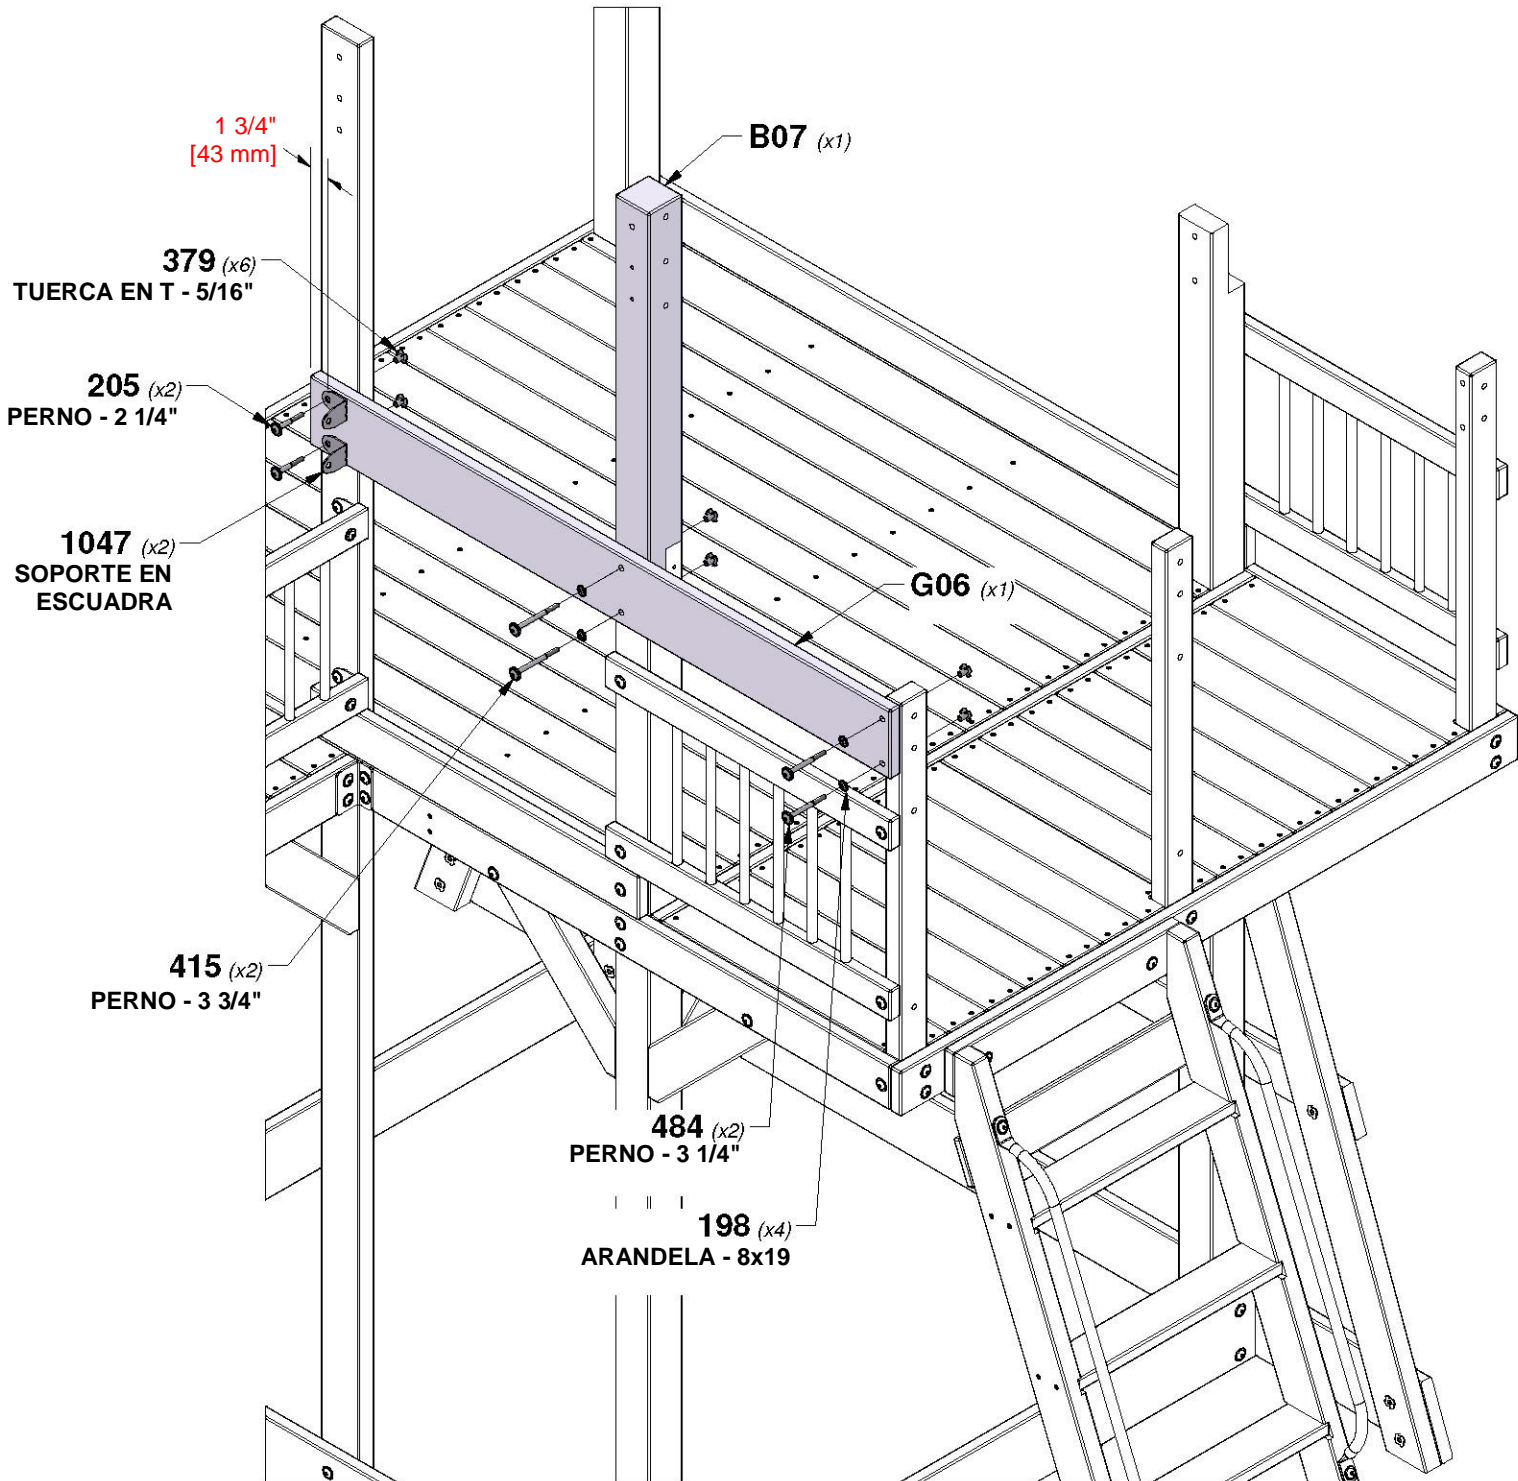 1 3/4"
[43 mm]
B07 (x1)
379 (x6)
TUERCA EN T - 5/16"
205 (x2)
PERNO - 2 1/4"
1047 (x2)
SOPORTE EN
ESCUADRA
G06 (x1)
415 (x2)
PERNO - 3 3/4"
484 (x2)
PERNO - 3 1/4"
198 (x4)
ARANDELA - 8x19